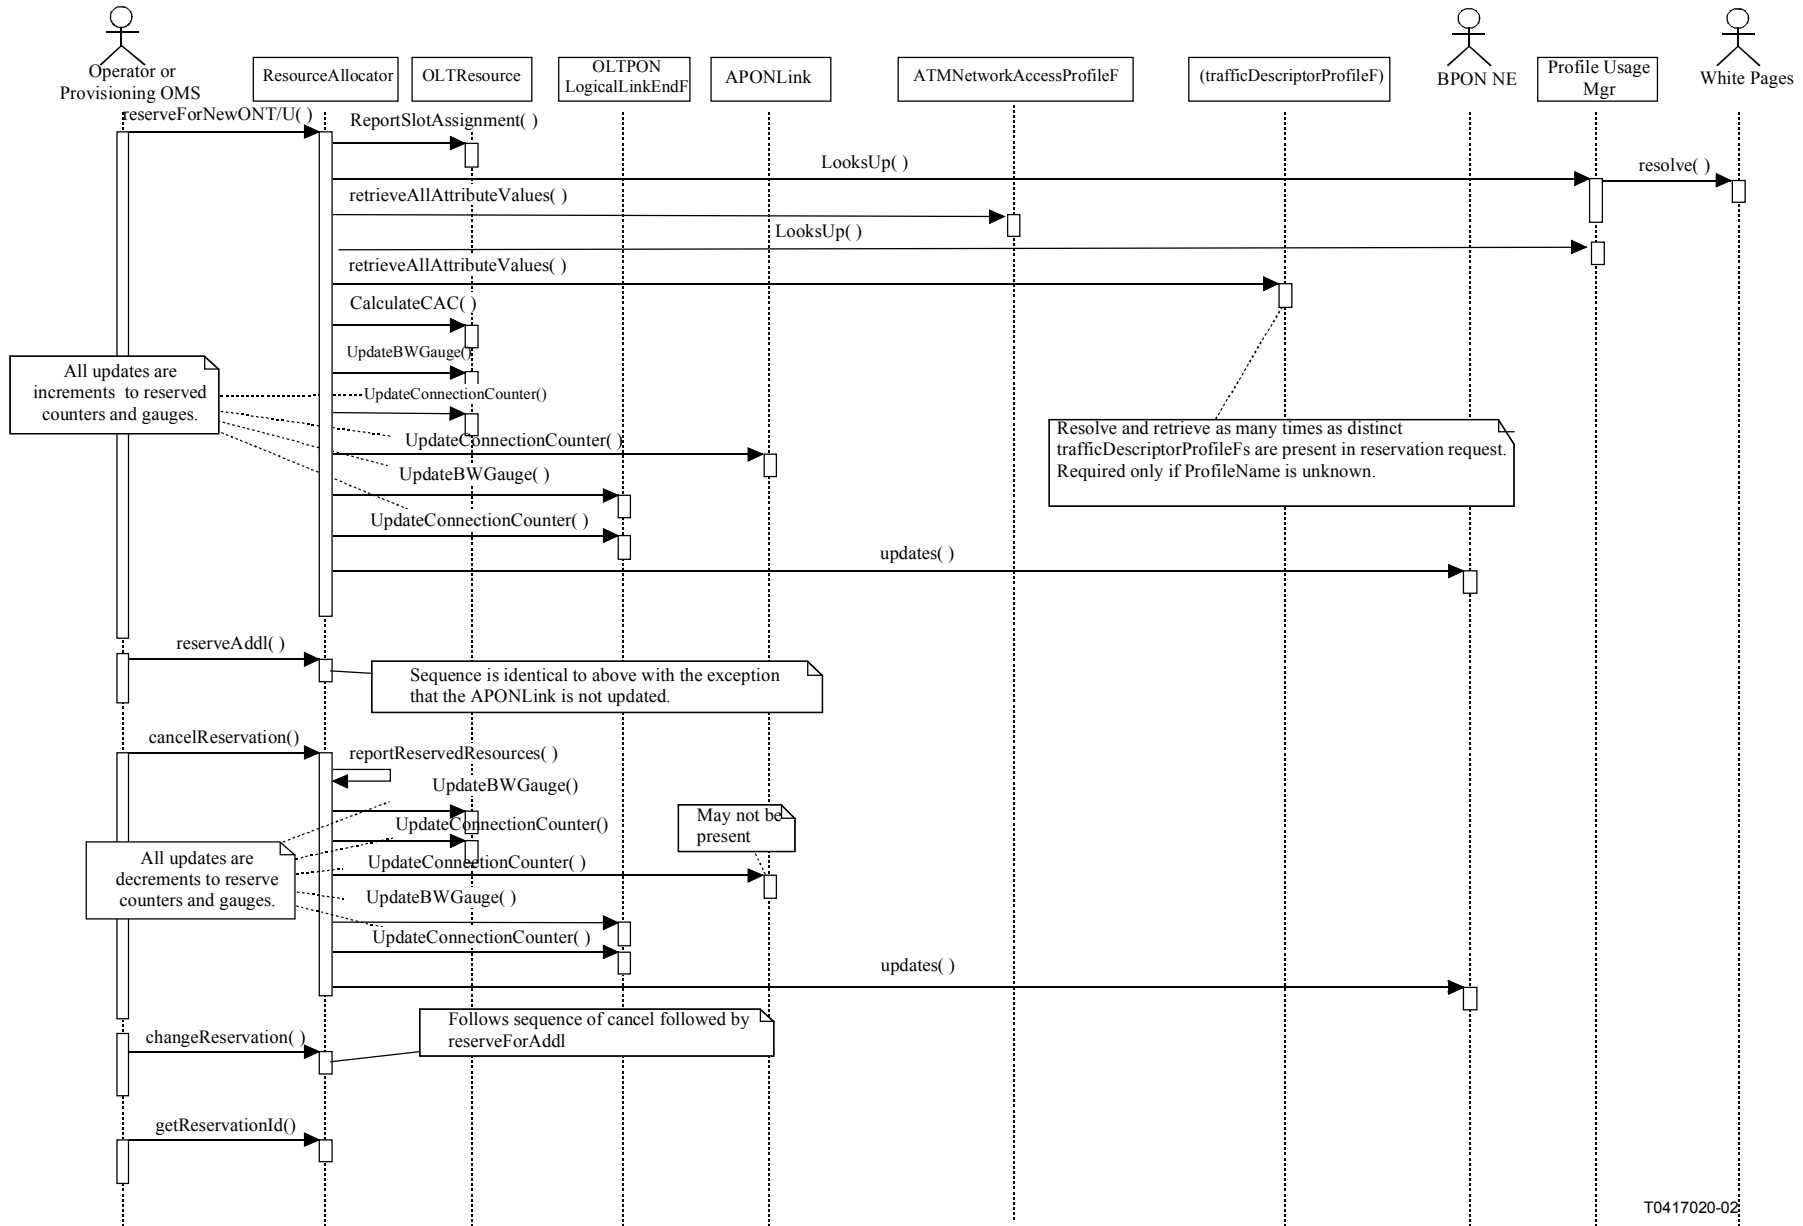 Operator or
Provisioning OMS
ResourceAllocator
OLTResource
OLTPON
LogicalLinkEndF
APONLink
ATMNetworkAccessProfileF
(trafficDescriptorProfileF)
BPON NE
Profile Usage
Mgr
White Pages
reserveForNewONT/U( )
ReportSlotAssignment( )
LooksUp( )
resolve( )
retrieveAllAttributeValues( )
LooksUp( )
retrieveAllAttributeValues( )
CalculateCAC( )
UpdateBWGauge()
All updates are
increments  to reserved
counters and gauges.
UpdateConnectionCounter()
UpdateConnectionCounter( )
Resolve and retrieve as many times as distinct
trafficDescriptorProfileFs are present in reservation request.
Required only if ProfileName is unknown.
UpdateBWGauge( )
UpdateConnectionCounter( )
updates( )
reserveAddl( )
Sequence is identical to above with the exception
that the APONLink is not updated.
cancelReservation()
reportReservedResources( )
UpdateBWGauge()
UpdateConnectionCounter()
May not be
present
All updates are
decrements to reserve
counters and gauges.
UpdateConnectionCounter( )
UpdateBWGauge( )
UpdateConnectionCounter( )
updates( )
changeReservation( )
Follows sequence of cancel followed by
reserveForAddl
getReservationId()
T0417020-02